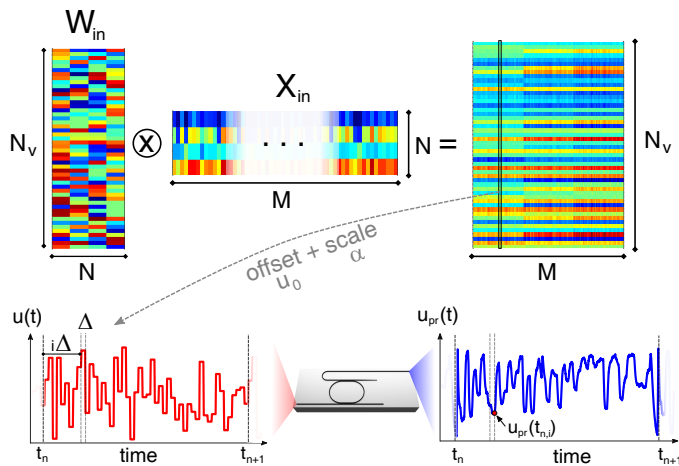 W_in
X_in
N_v
ⓧ
. . .
N =
N_v
M
N
M
offset + scale
u_0 α
u(t)
Δ
iΔ
u_pr(t)
u_pr(t_n,i)
t_n time t_n+1
t_n time t_n+1